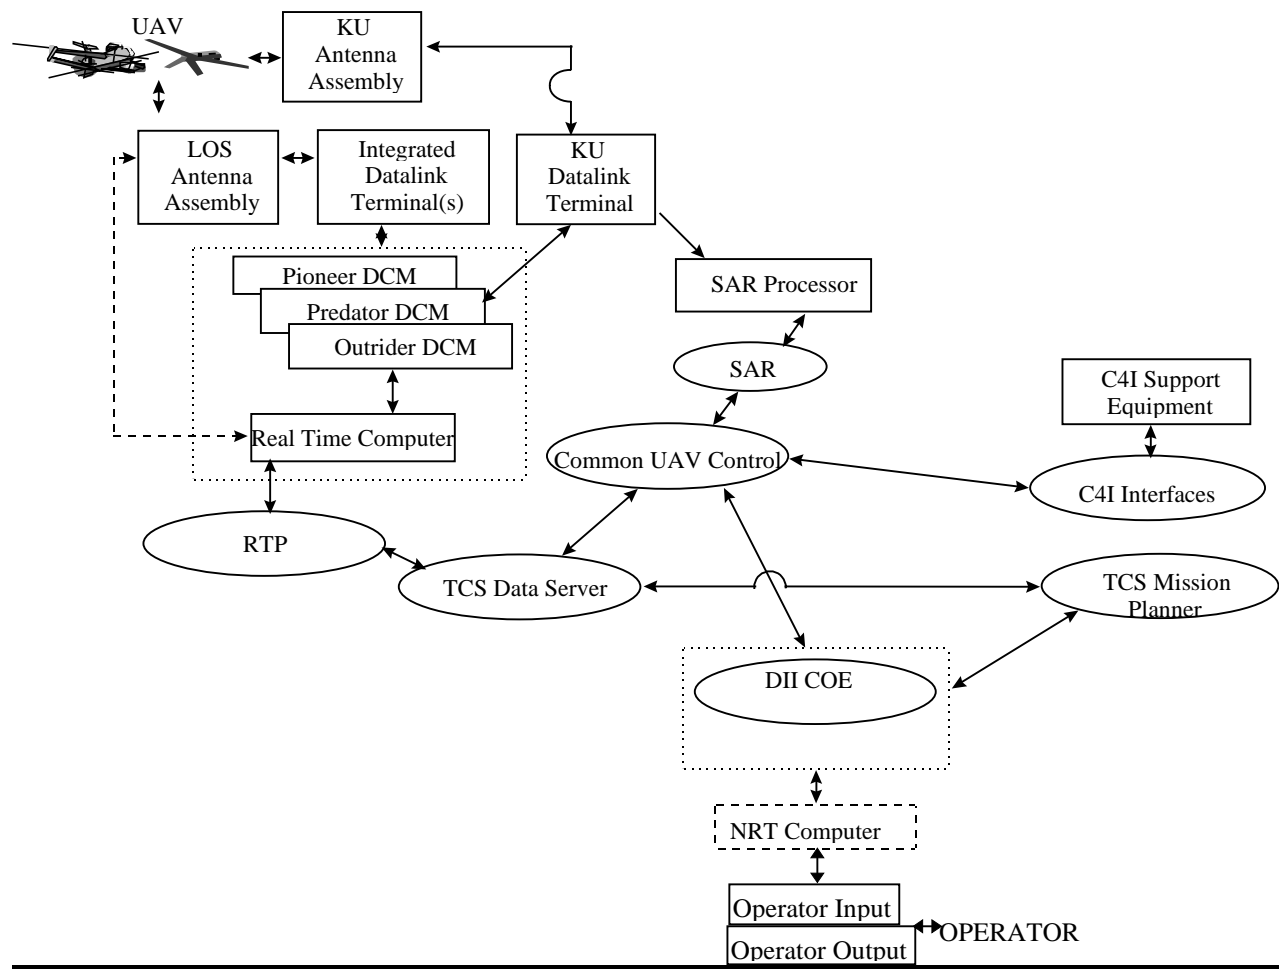 UAV
KU
Antenna
Assembly
LOS
Antenna
Assembly
Integrated
Datalink
Terminal(s)
KU
Datalink
Terminal
Pioneer DCM
Predator DCM
Outrider DCM
SAR Processor
SAR
C4I Support
Equipment
Real Time Computer
Common UAV Control
C4I Interfaces
RTP
TCS Data Server
TCS Mission
Planner
DII COE
NRT Computer
Operator Input
OPERATOR
Operator Output